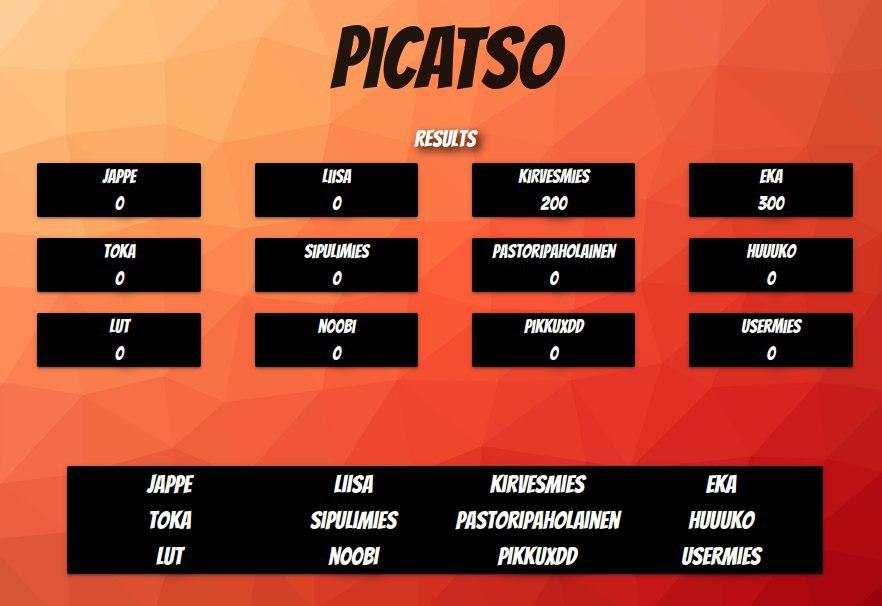 PICATSO
RESULTS
JAPPE LIISA KIRVESMIES EKA
0 0 200 300
TOKA SIPULIMIES PASTORIPAHOLAINEN HUUUKO
0 0 0 0
LUT NOOBI PIKKUXDD USERMIES
0 0 0 0
JAPPE LIISA KIRVESMIES EKA
TOKA SIPULIMIES PASTORIPAHOLAINEN HUUUKO
LUT NOOBI PIKKUXDD USERMIES